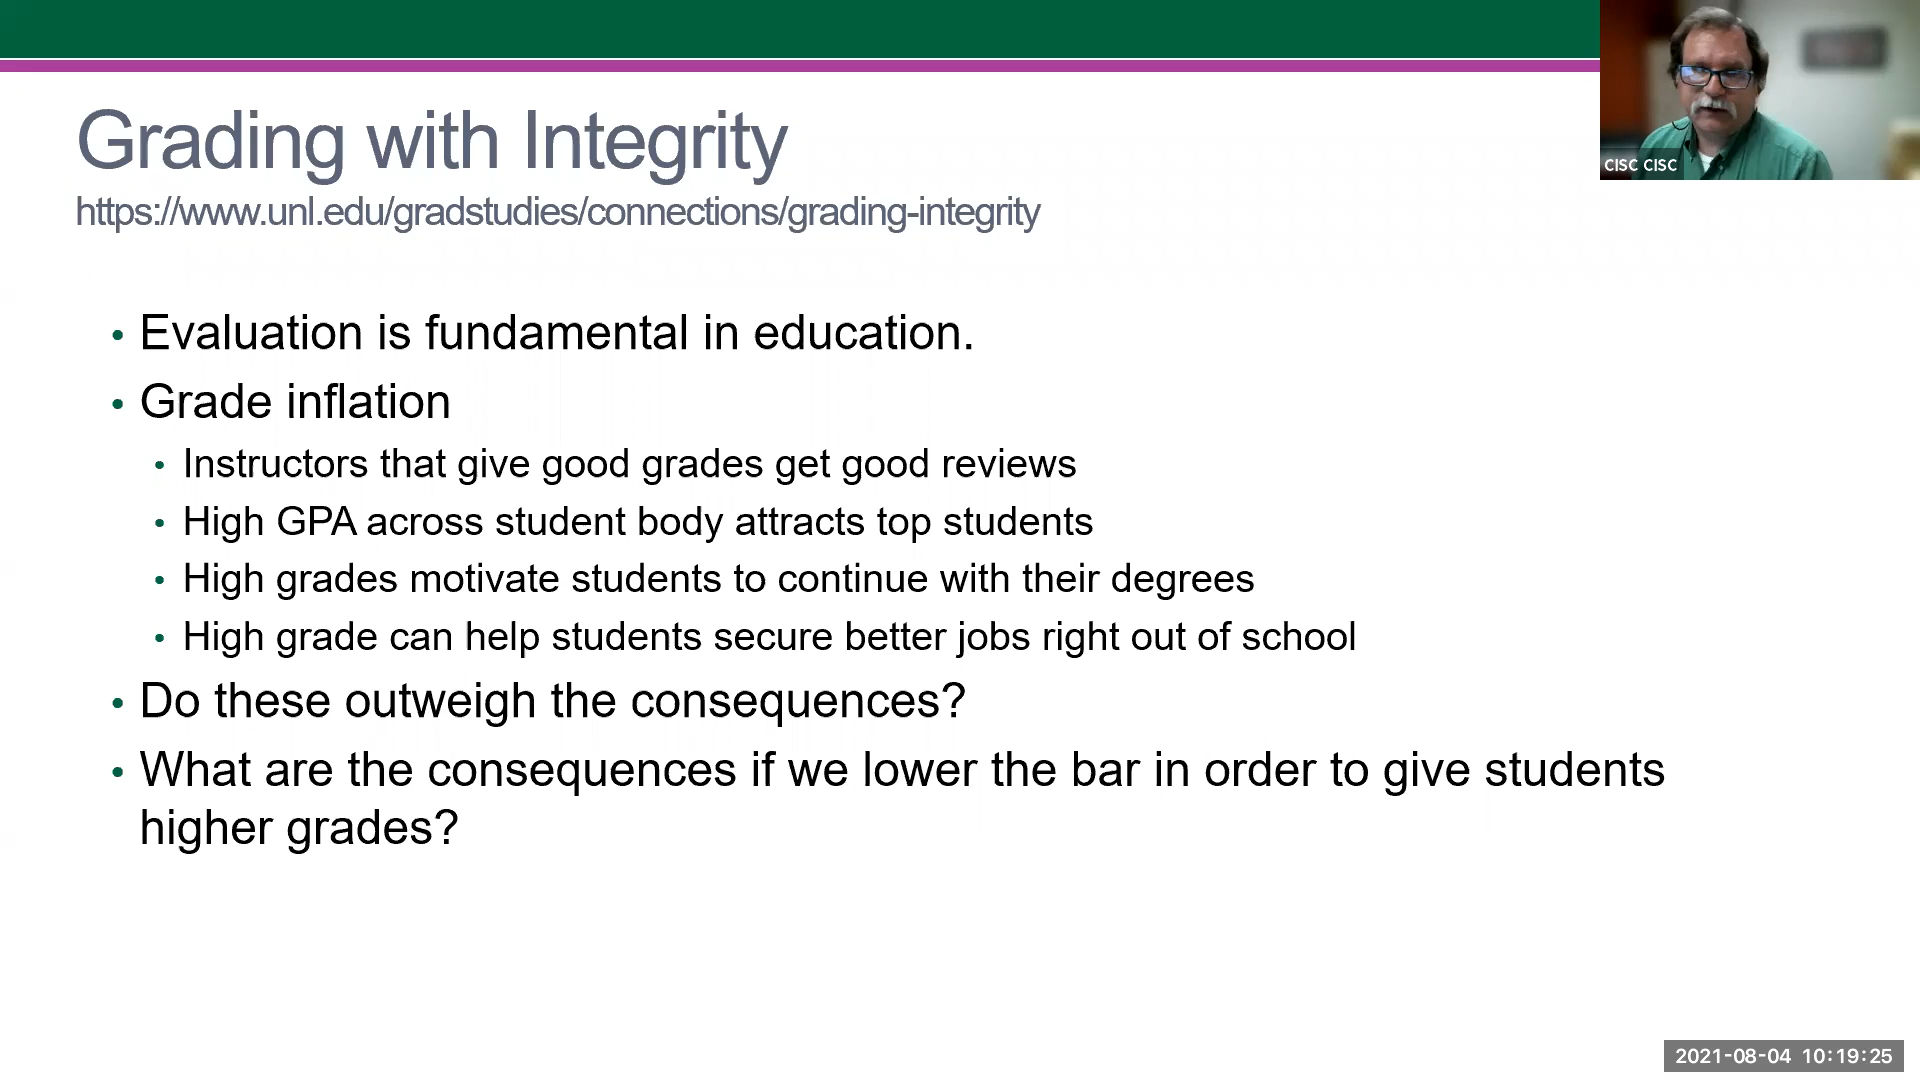 Grading with Integrity
https://www.unl.edu/gradstudies/connections/grading-integrity
CISC CISC
• Evaluation is fundamental in education.
• Grade inflation
• Instructors that give good grades get good reviews
• High GPA across student body attracts top students
• High grades motivate students to continue with their degrees
• High grade can help students secure better jobs right out of school
• Do these outweigh the consequences?
• What are the consequences if we lower the bar in order to give students
higher grades?
2021-08-04 10:19:25